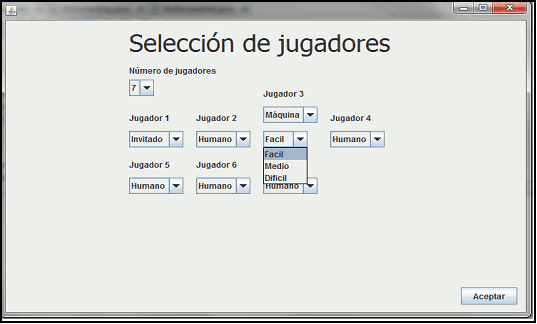 Selección de jugadores
Número de jugadores
7
Jugador 3
Máquina
Jugador 1 Jugador 2 Jugador 4
Invitado Humano Facil Humano
Facil
Medio
Dificil
Jugador 5 Jugador 6
Humano Humano Humano
Aceptar